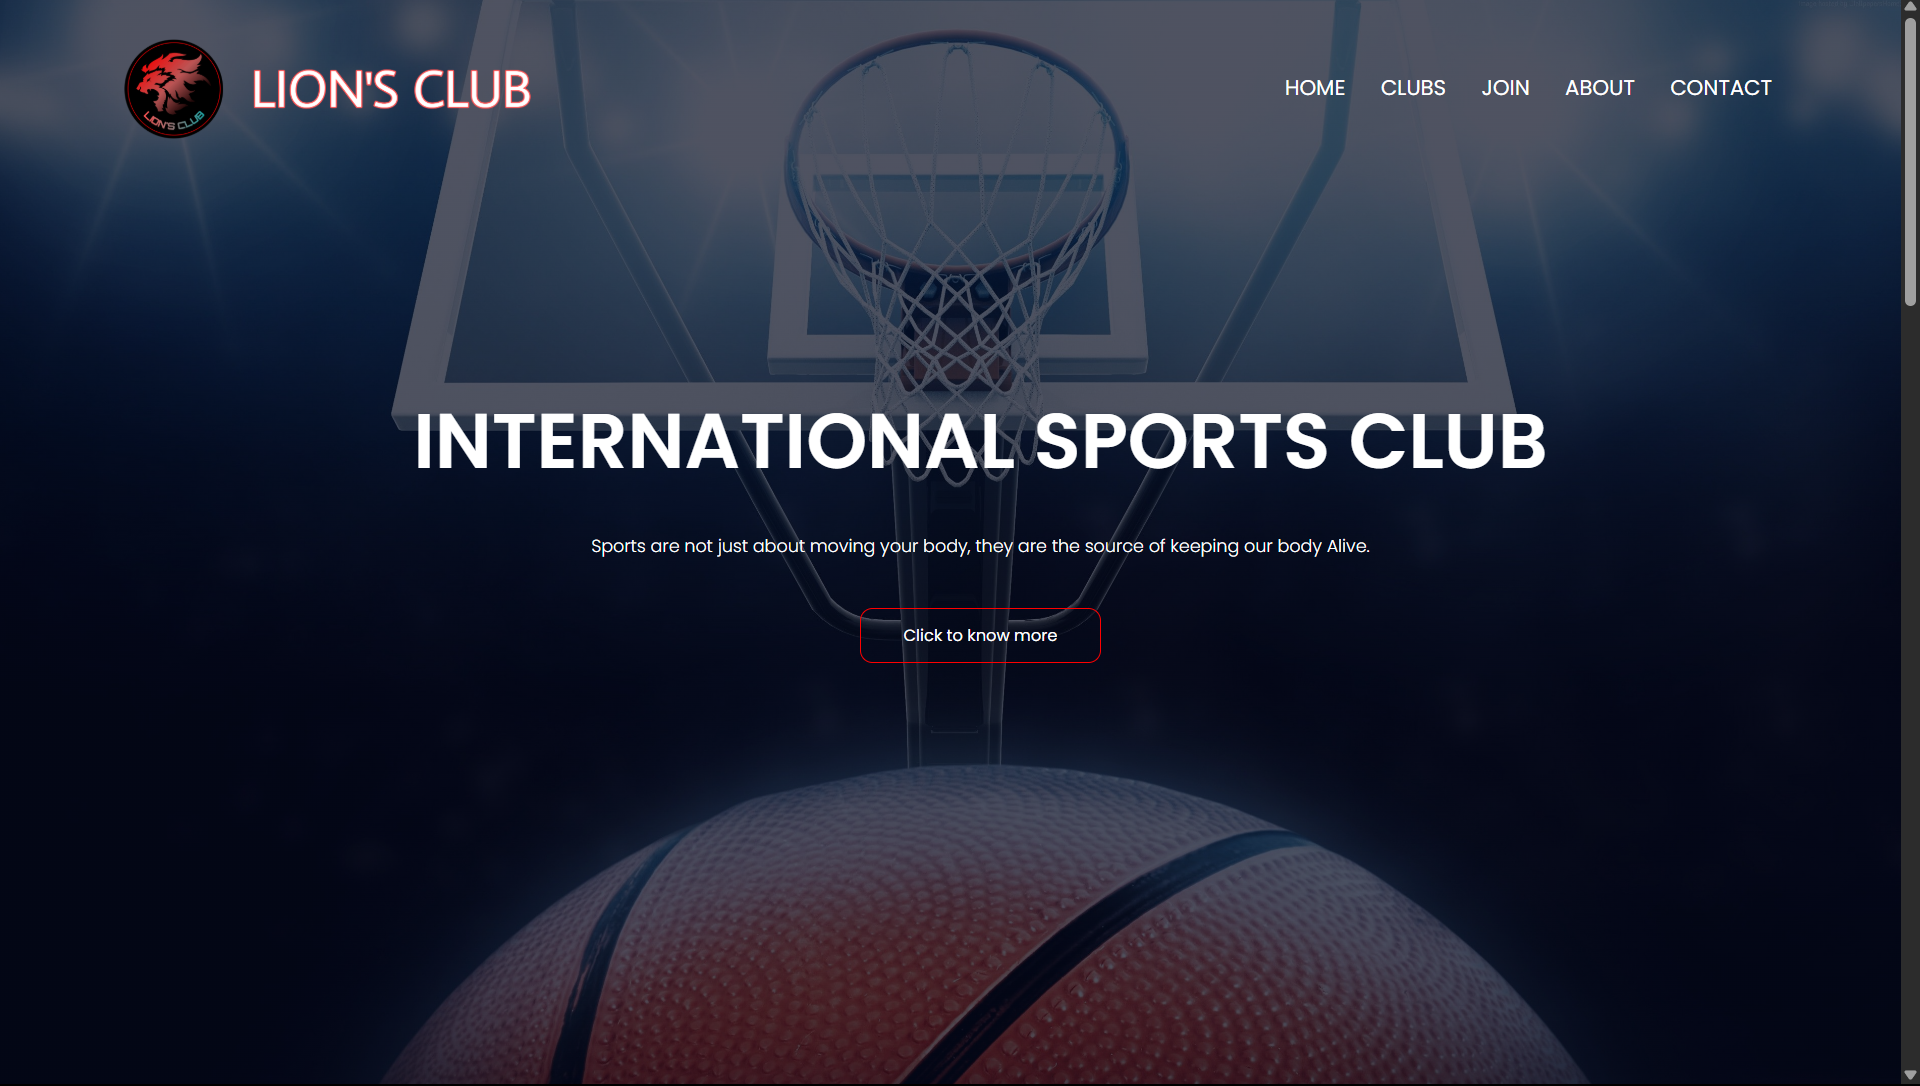 LION'S CLUB
LION'S CLUB
HOME CLUBS JOIN ABOUT CONTACT
INTERNATIONAL SPORTS CLUB
Sports are not just about moving your body, they are the source of keeping our body Alive.
Click to know more